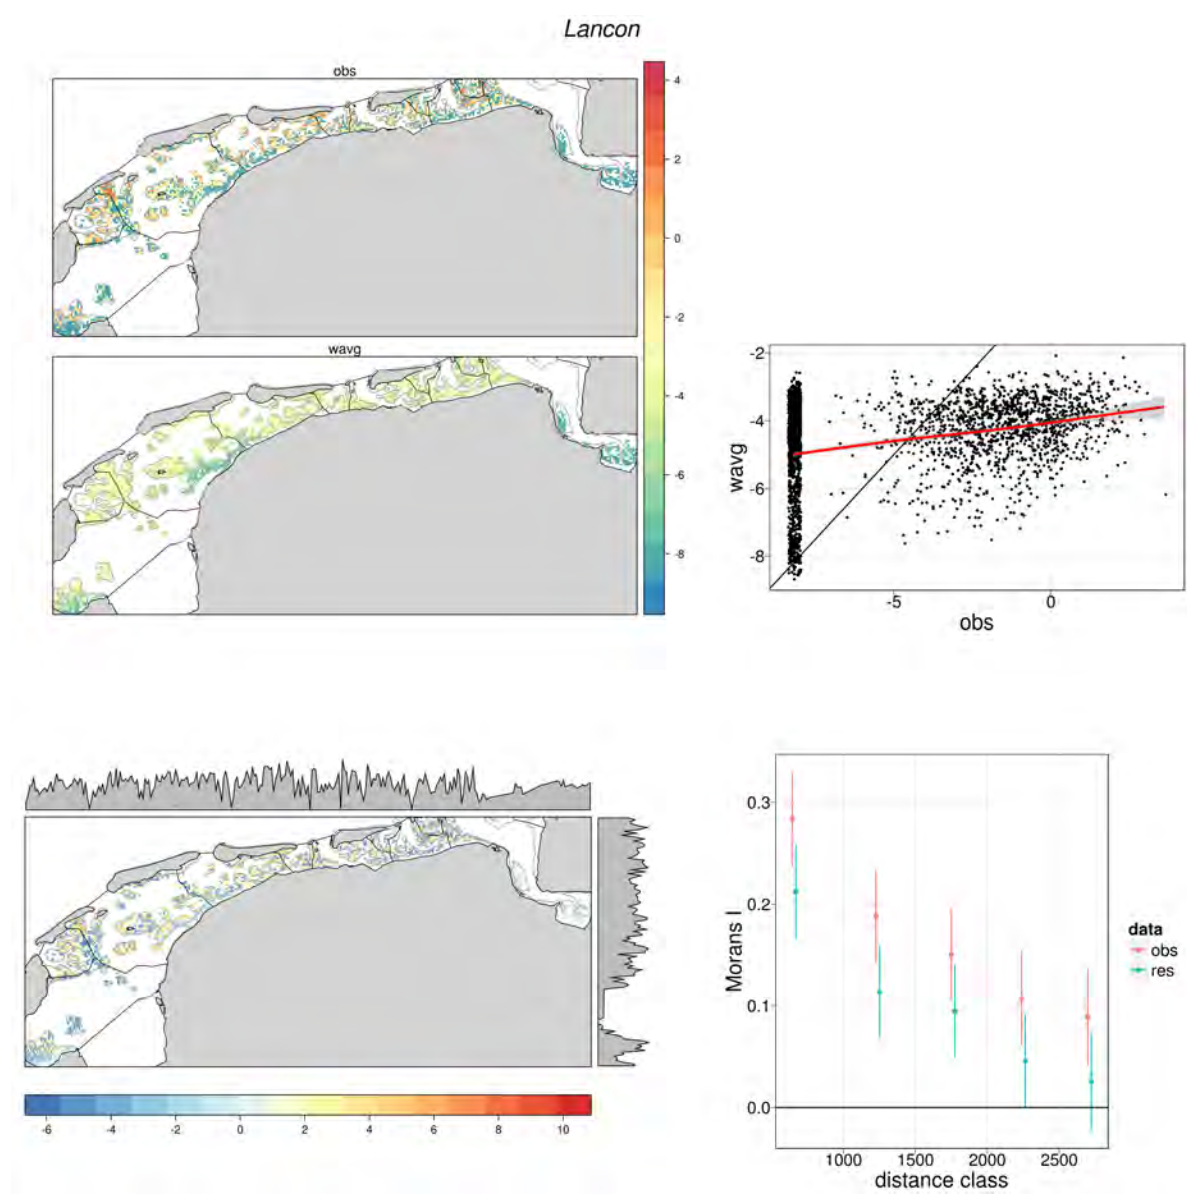 Lancon
obs
4
2
0
-2
-4
-6
-8
wavg
-2
-4
-6
-8
wavg
-5 0
obs
-6 -4 -2 0 2 4 6 8 10
0.3
0.2
0.1
0.0
Morans I
1000 1500 2000 2500
distance class
data
obs
res